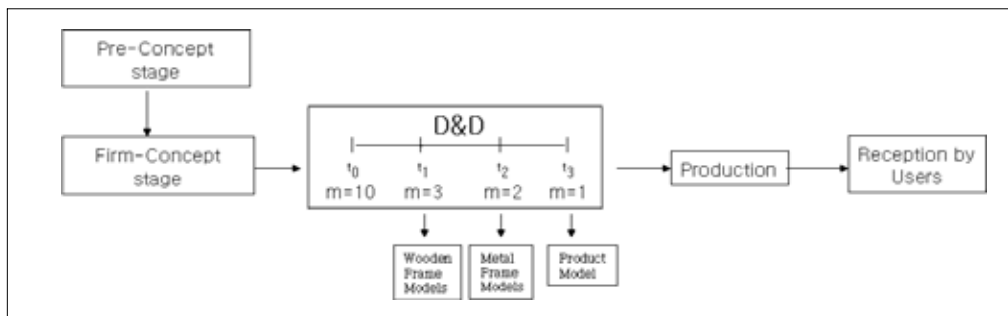 Pre-Concept
stage
Firm-Concept
stage
D&D
t0 t1 t2 t3
m=10 m=3 m=2 m=1
Production
Reception by
Users
Wooden
Frame
Models
Metal
Frame
Models
Product
Model